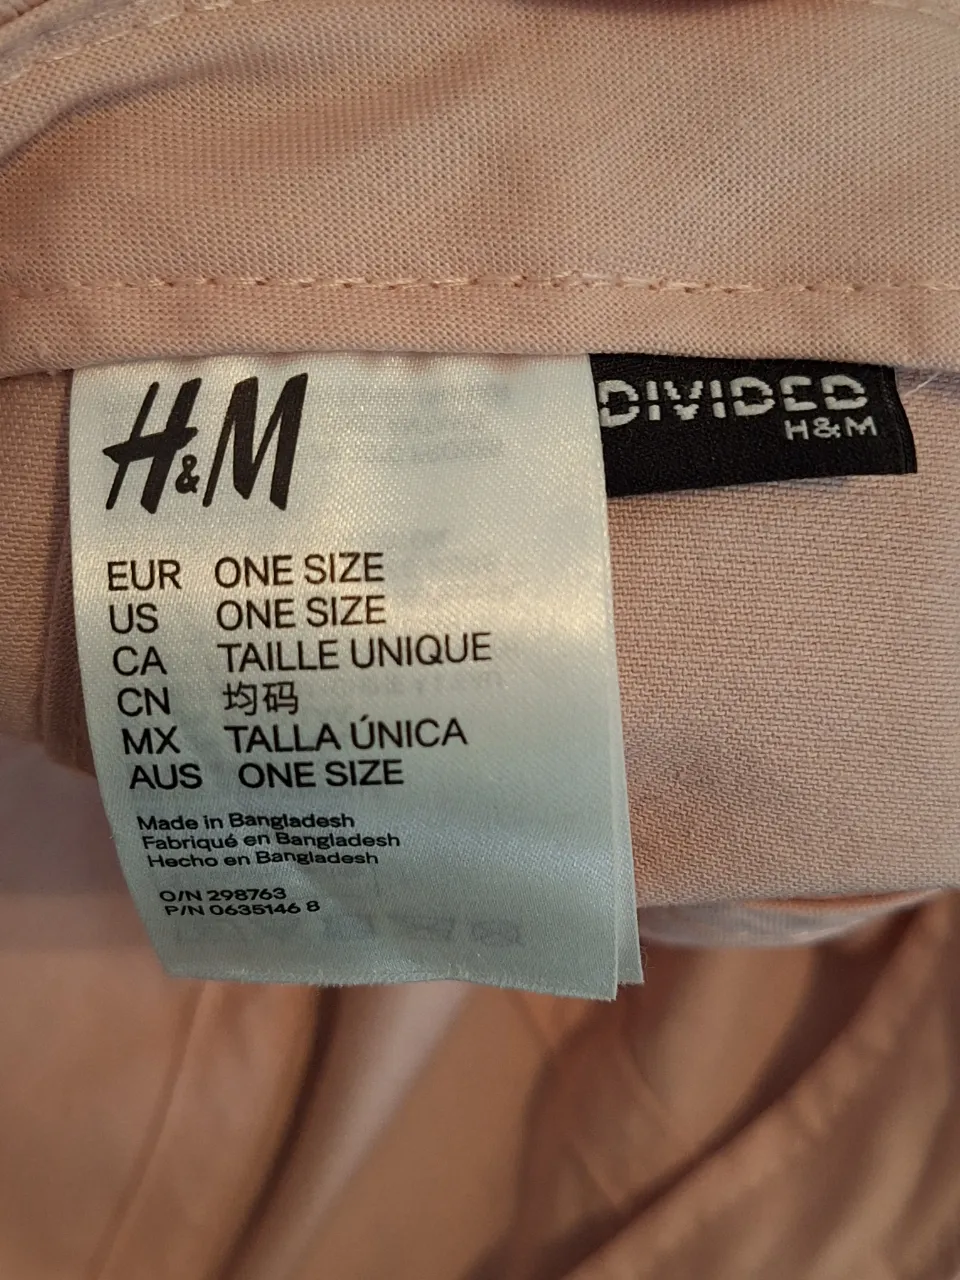 H&M
DIVIDED
H&M
EUR ONE SIZE
US ONE SIZE
CA TAILLE UNIQUE
CN 均码
MX TALLA ÚNICA
AUS ONE SIZE
Made in Bangladesh
Fabriqué en Bangladesh
Hecho en Bangladesh
O/N 298763
P/N 0635146 8